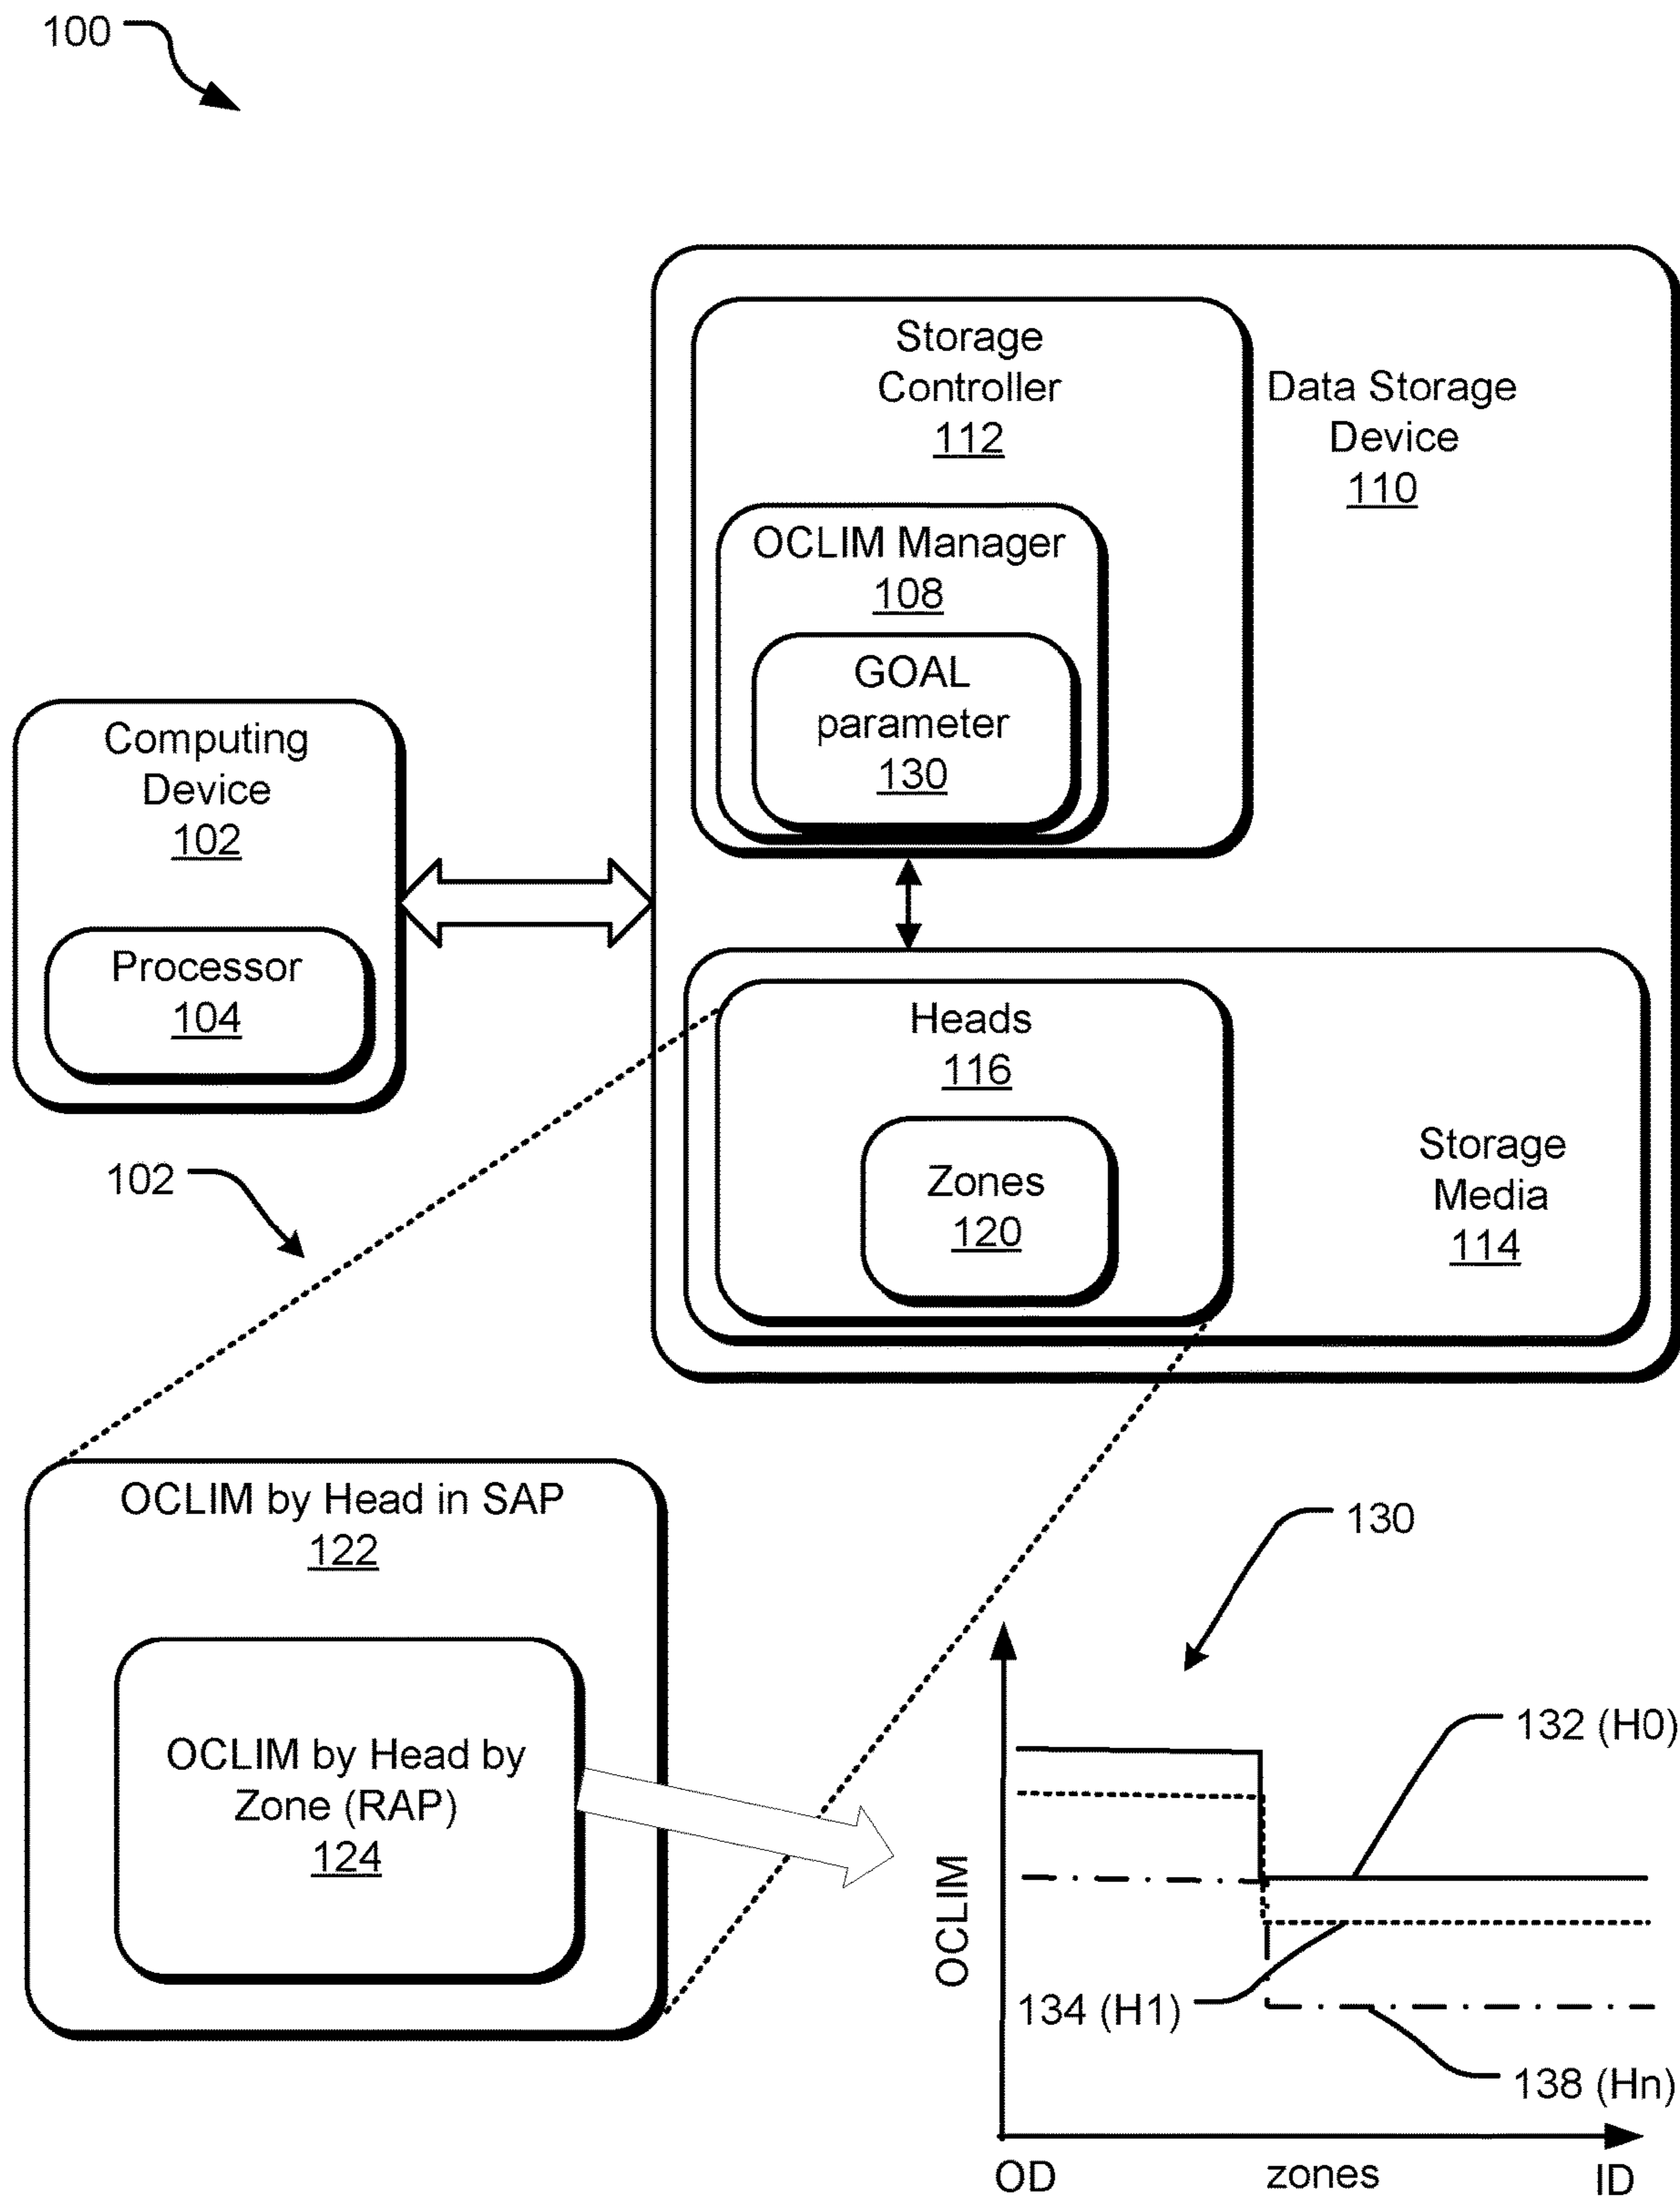 100
Storage
Controller
112
Data Storage
Device
110
OCLIM Manager
108
GOAL
parameter
130
Computing
Device
102
Processor
104
Heads
116
Zones
120
Storage
Media
114
102
OCLIM by Head in SAP
122
OCLIM by Head by
Zone (RAP)
124
130
132 (H0)
OCLIM
134 (H1)
138 (Hn)
OD
zones
ID